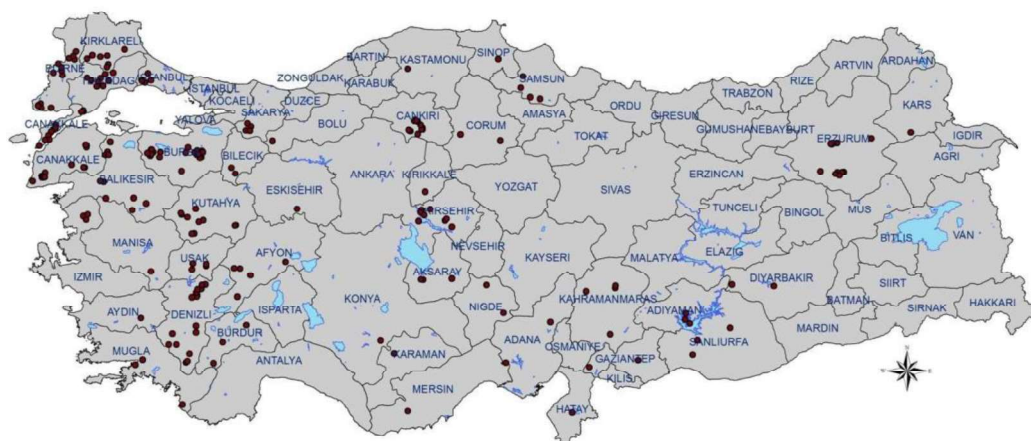 KIRKLARELI
EDIRNE
TEKIRDAG
ISTANBUL
ISTANBUL
KOCAELI
YALOVA
SAKARYA
DUZCE
ZONGULDAK
BARTIN
KARABUK
KASTAMONU
SINOP
SAMSUN
ORDU
GIRESUN
TRABZON
RIZE
ARTVIN
ARDAHAN
KARS
IGDIR
AGRI
CANAKKALE
CANAKKALE
BALIKESIR
BURSA
BILECIK
BOLU
CANKIRI
CORUM
AMASYA
TOKAT
GUMUSHANE
BAYBURT
ERZURUM
ESKISEHIR
ANKARA
KIRIKKALE
YOZGAT
SIVAS
ERZINCAN
TUNCELI
BINGOL
MUS
BITLIS
VAN
KUTAHYA
MANISA
USAK
AFYON
KIRSEHIR
NEVSEHIR
AKSARAY
KAYSERI
MALATYA
ELAZIG
DIYARBAKIR
BATMAN
SIIRT
SIRNAK
HAKKARI
IZMIR
AYDIN
DENIZLI
MUGLA
BURDUR
ISPARTA
ANTALYA
KONYA
KARAMAN
MERSIN
NIGDE
ADANA
KAHRAMANMARAS
OSMANIYE
GAZIANTEP
KILIS
HATAY
ADIYAMAN
SANLIURFA
MARDIN